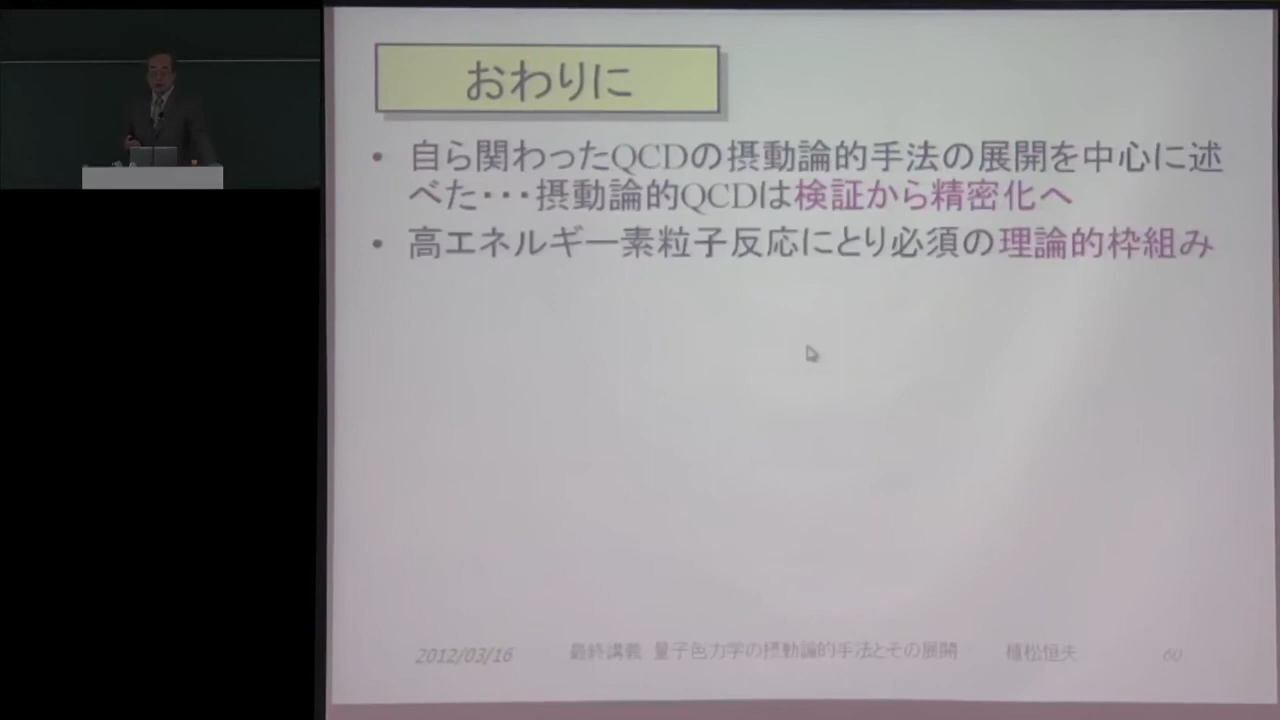 おわりに
• 自ら関わったQCDの摂動論的手法の展開を中心に述
べた・・・摂動論的QCDは検証から精密化へ
• 高エネルギー素粒子反応にとり必須の理論的枠組み
2012/03/16 最終講義 量子色力学の摂動論的手法とその展開 植松恒夫 60